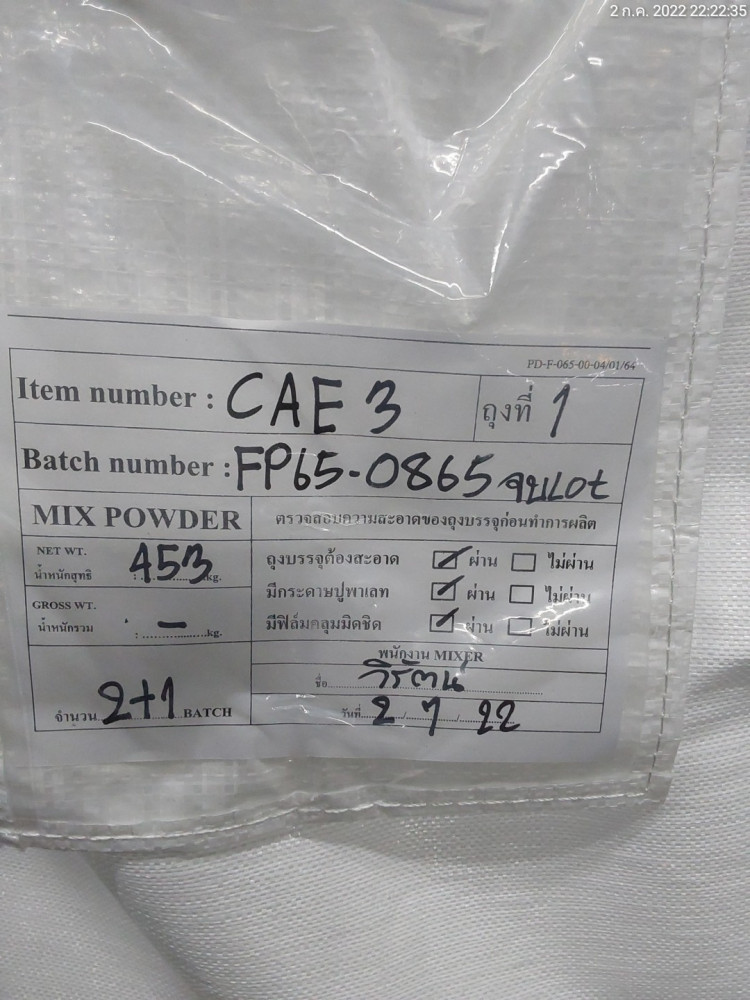 2 ก.ค. 2022 22:22:35
PD-F-065-00-04/01/64
Item number : CAE 3 ถุงที่ 1
Batch number : FP65-0865 จบLot
MIX POWDER ตรวจสอบความสะอาดของถุงบรรจุก่อนทำการผลิต
NET WT.
น้ำหนักสุทธิ : 453 kg.
ถุงบรรจุต้องสะอาด ผ่าน ไม่ผ่าน
มีกระดาษปูพาเลท ผ่าน ไม่ผ่าน
GROSS WT.
น้ำหนักรวม : - kg.
มีฟิล์มคลุมมิดชิด ผ่าน ไม่ผ่าน
พนักงาน MIXER
ชื่อ วิรัตน์
จำนวน 2+1 BATCH
วันที่ 2 / 7 / 22